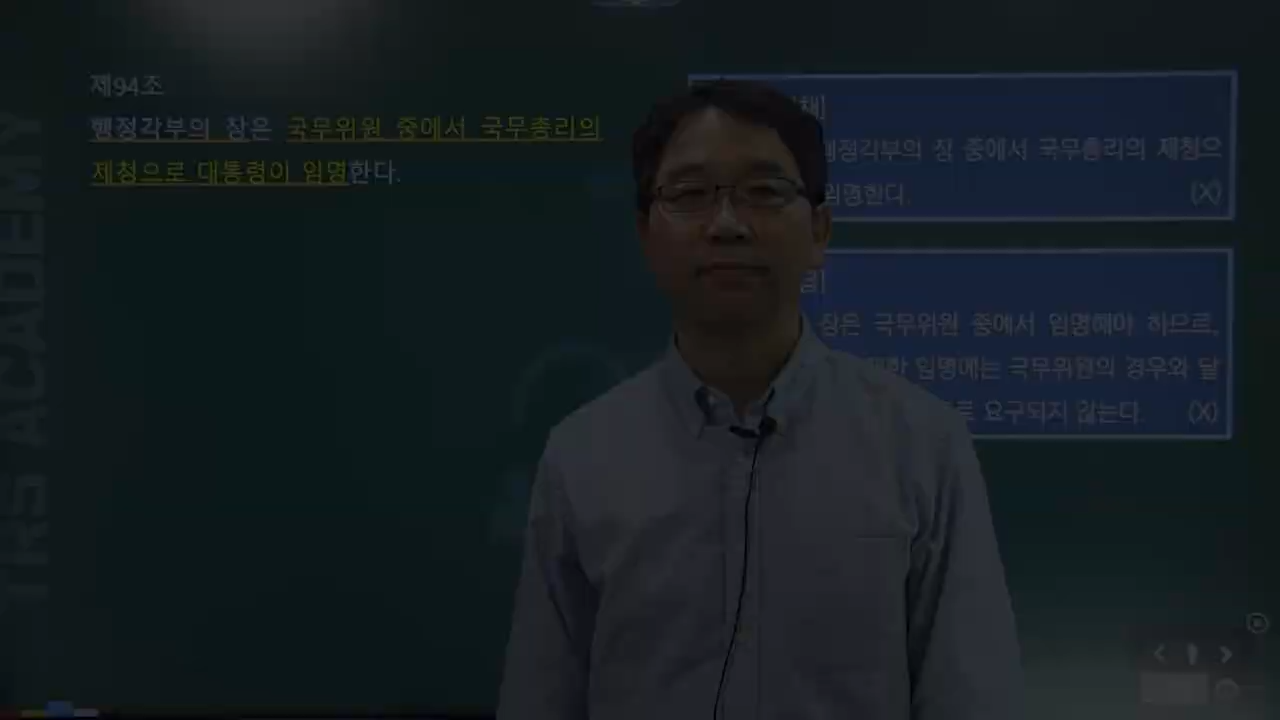 제94조
행정각부의 장은 국무위원 중에서 국무총리의
제청으로 대통령이 임명한다.
채]
행정각부의 장 중에서 국무총리의 제청으
임명한다. (X)
장은 국무위원 중에서 임명해야 하므로,
임명에는 국무위원의 경우와 달
요구되지 않는다. (X)
THS ACADEMY